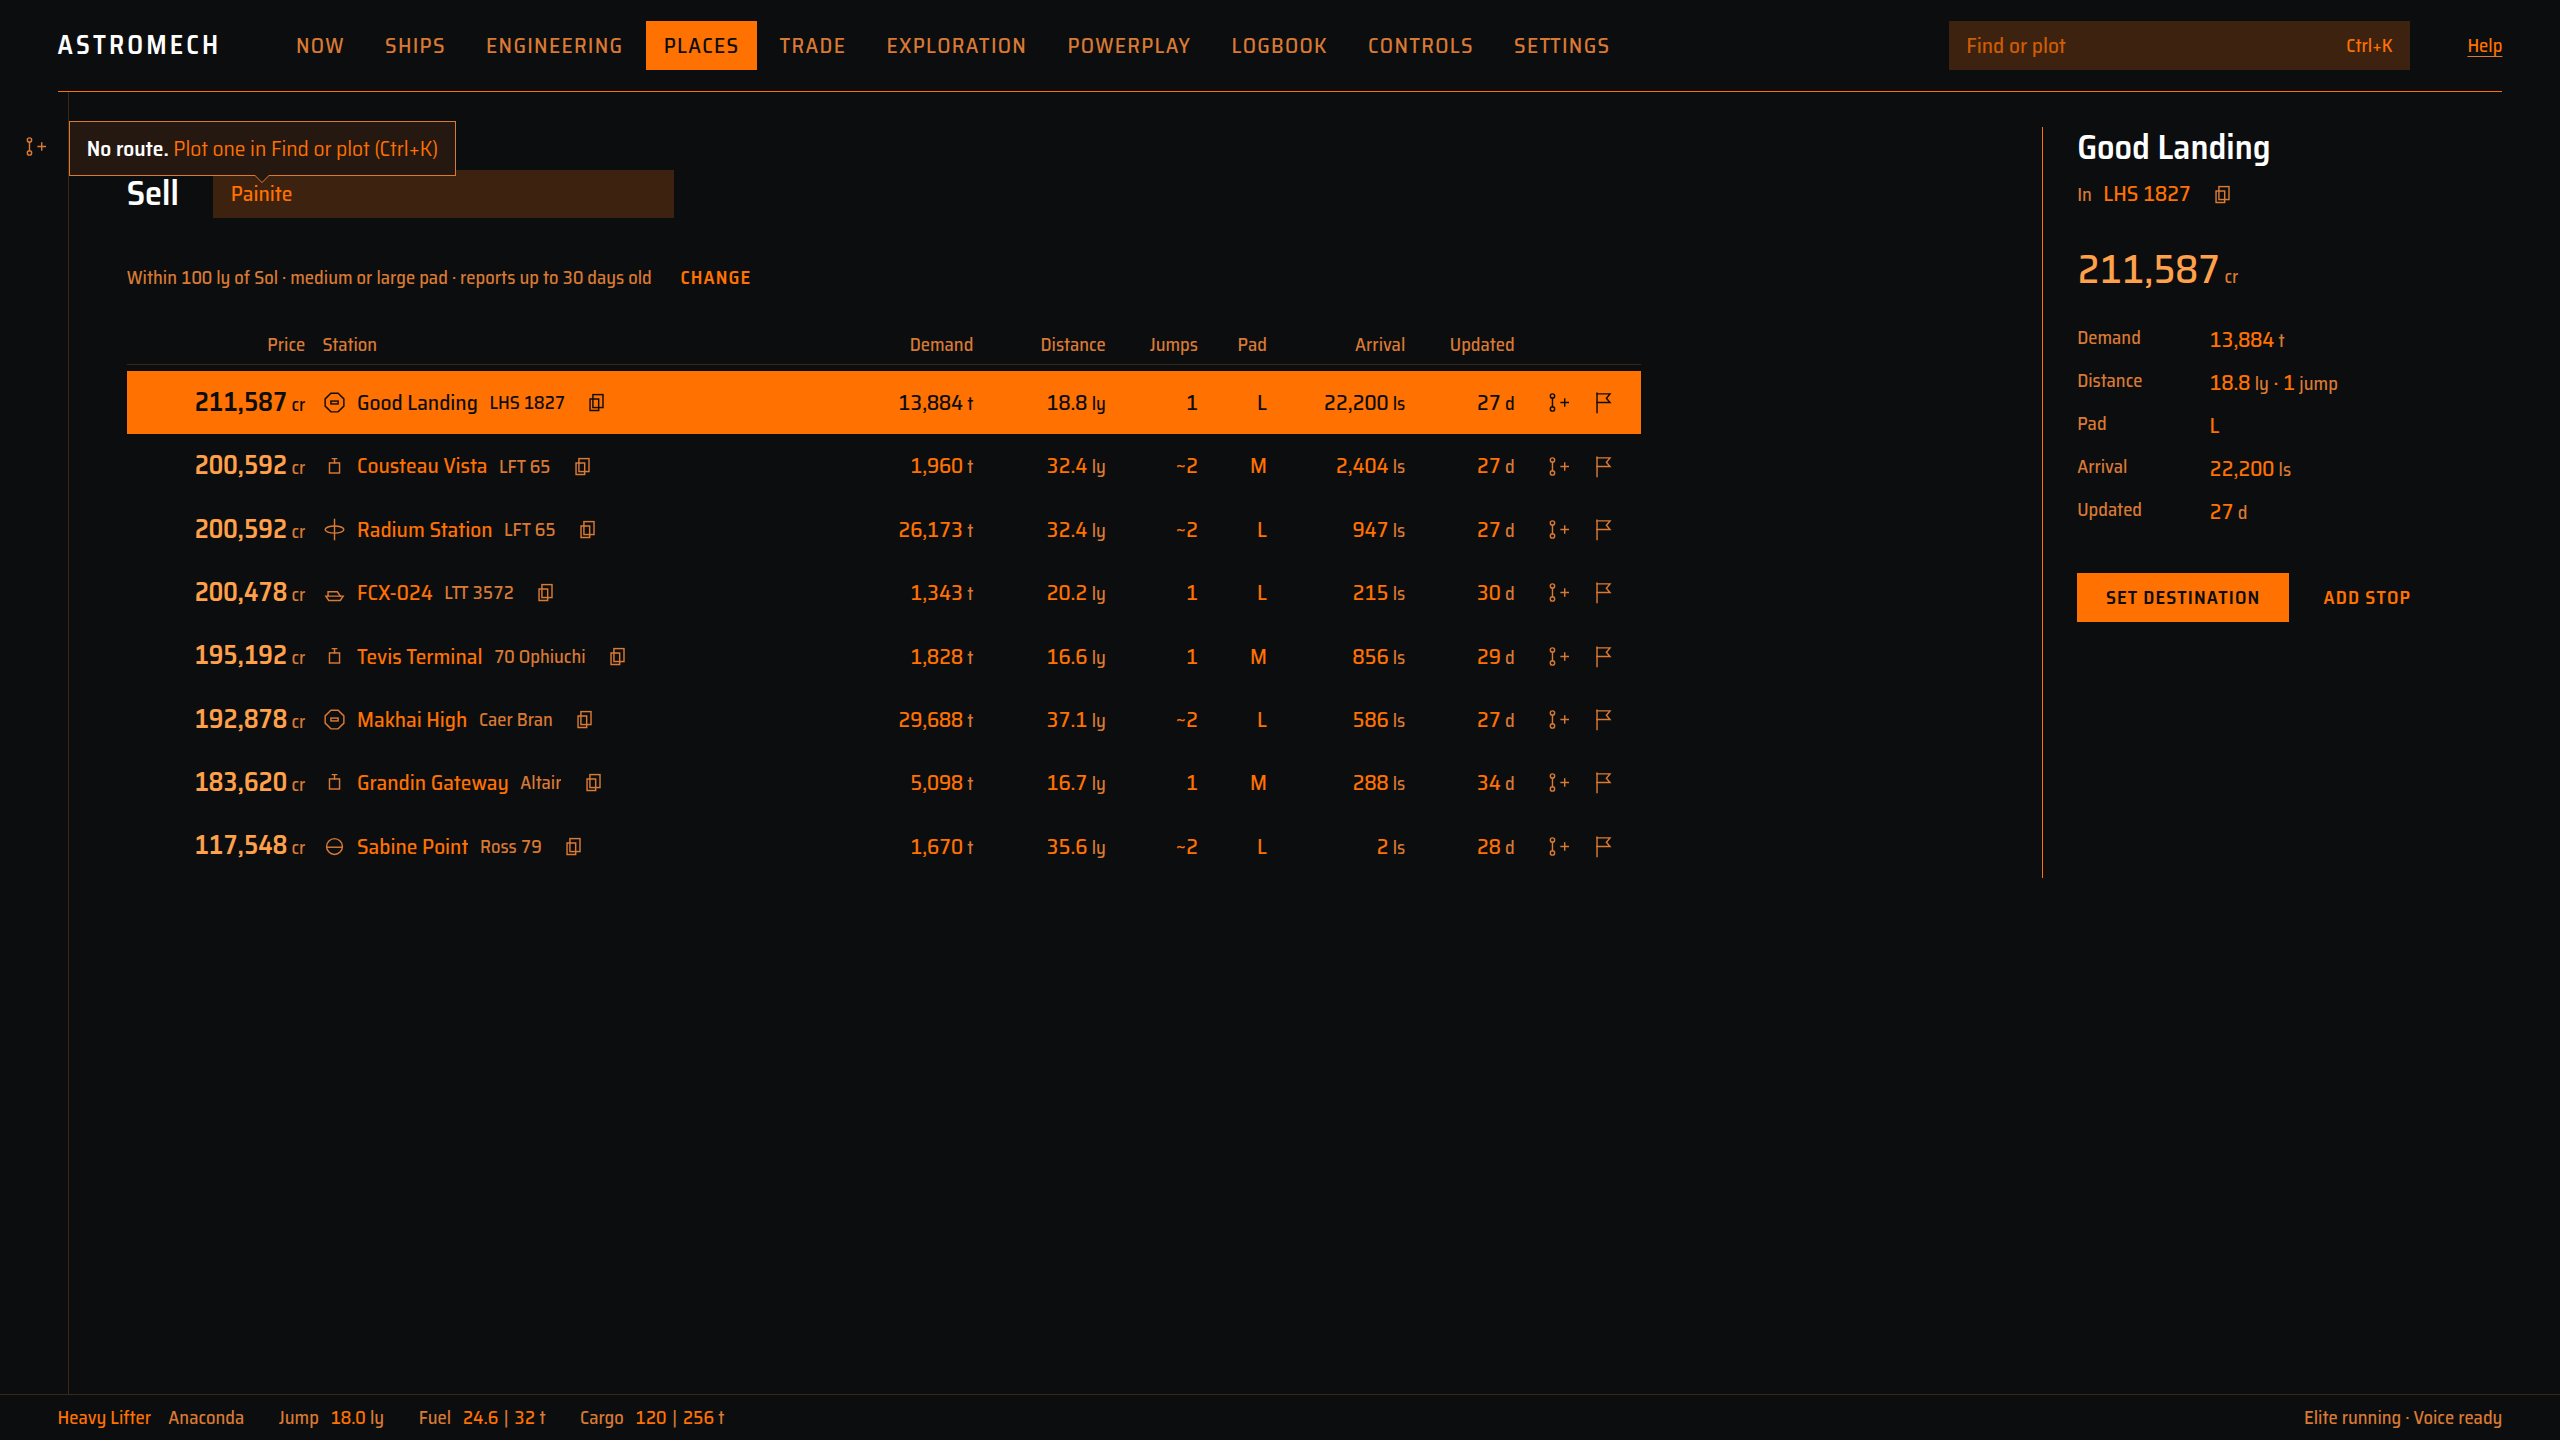 ASTROMECH NOW SHIPS ENGINEERING PLACES TRADE EXPLORATION POWERPLAY LOGBOOK CONTROLS SETTINGS Find or plot Ctrl+K Help
No route. Plot one in Find or plot (Ctrl+K)
Sell Painite
Within 100 ly of Sol · medium or large pad · reports up to 30 days old CHANGE
Price Station Demand Distance Jumps Pad Arrival Updated
211,587 cr Good Landing LHS 1827 13,884 t 18.8 ly 1 L 22,200 ls 27 d
200,592 cr Cousteau Vista LFT 65 1,960 t 32.4 ly ~2 M 2,404 ls 27 d
200,592 cr Radium Station LFT 65 26,173 t 32.4 ly ~2 L 947 ls 27 d
200,478 cr FCX-024 LTT 3572 1,343 t 20.2 ly 1 L 215 ls 30 d
195,192 cr Tevis Terminal 70 Ophiuchi 1,828 t 16.6 ly 1 M 856 ls 29 d
192,878 cr Makhai High Caer Bran 29,688 t 37.1 ly ~2 L 586 ls 27 d
183,620 cr Grandin Gateway Altair 5,098 t 16.7 ly 1 M 288 ls 34 d
117,548 cr Sabine Point Ross 79 1,670 t 35.6 ly ~2 L 2 ls 28 d
Good Landing
In LHS 1827
211,587 cr
Demand 13,884 t
Distance 18.8 ly · 1 jump
Pad L
Arrival 22,200 ls
Updated 27 d
SET DESTINATION ADD STOP
Heavy Lifter Anaconda Jump 18.0 ly Fuel 24.6 | 32 t Cargo 120 | 256 t Elite running · Voice ready